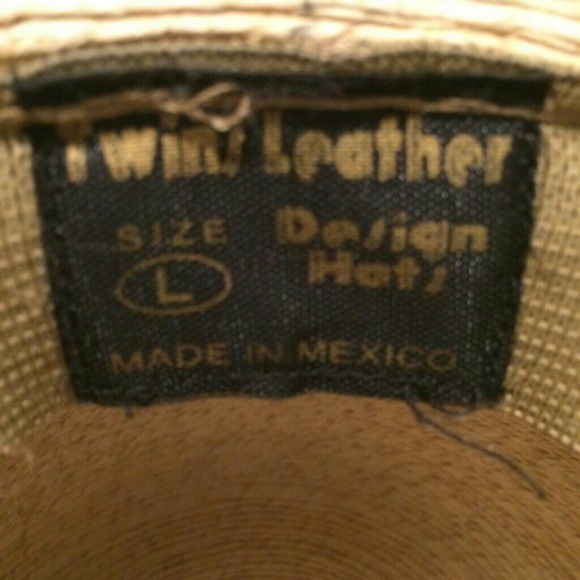 Twins Leather
SIZE Design
L Hats
MADE IN MEXICO